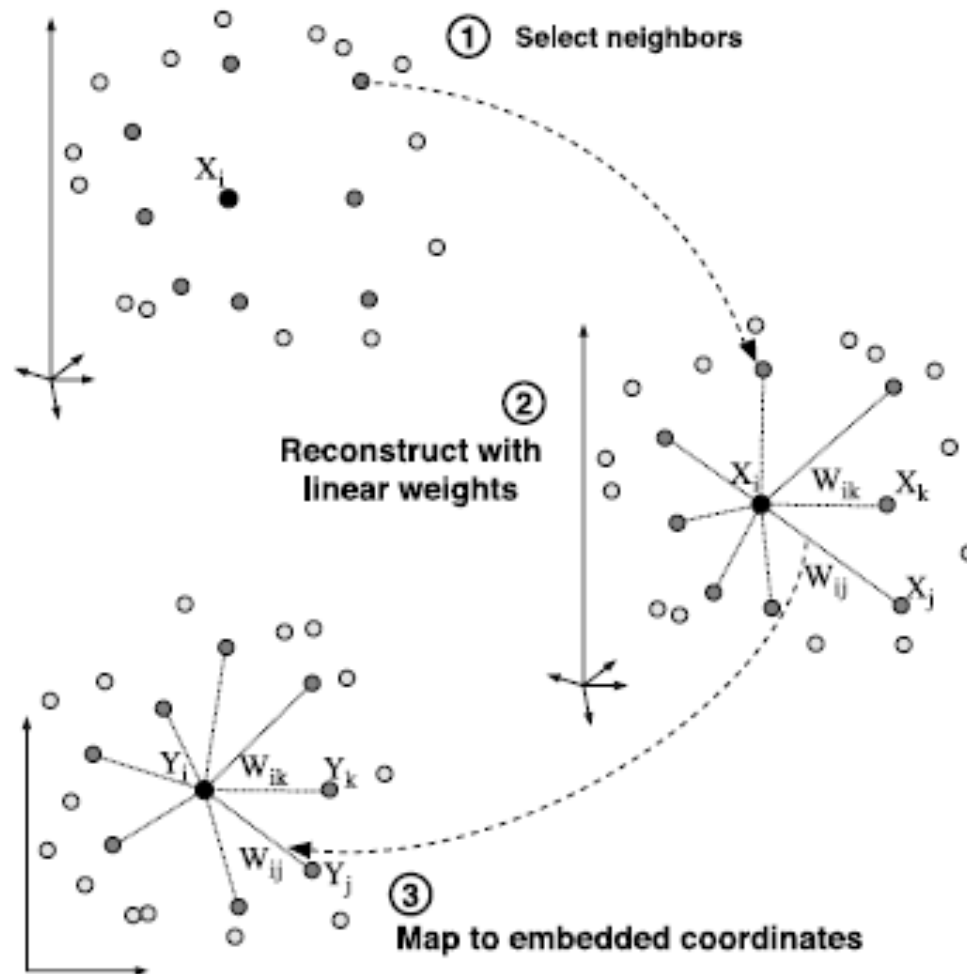 ① Select neighbors
X_i
②
Reconstruct with
linear weights
X_i W_ik X_k
W_ij X_j
Y_i W_ik Y_k
W_ij Y_j
③
Map to embedded coordinates